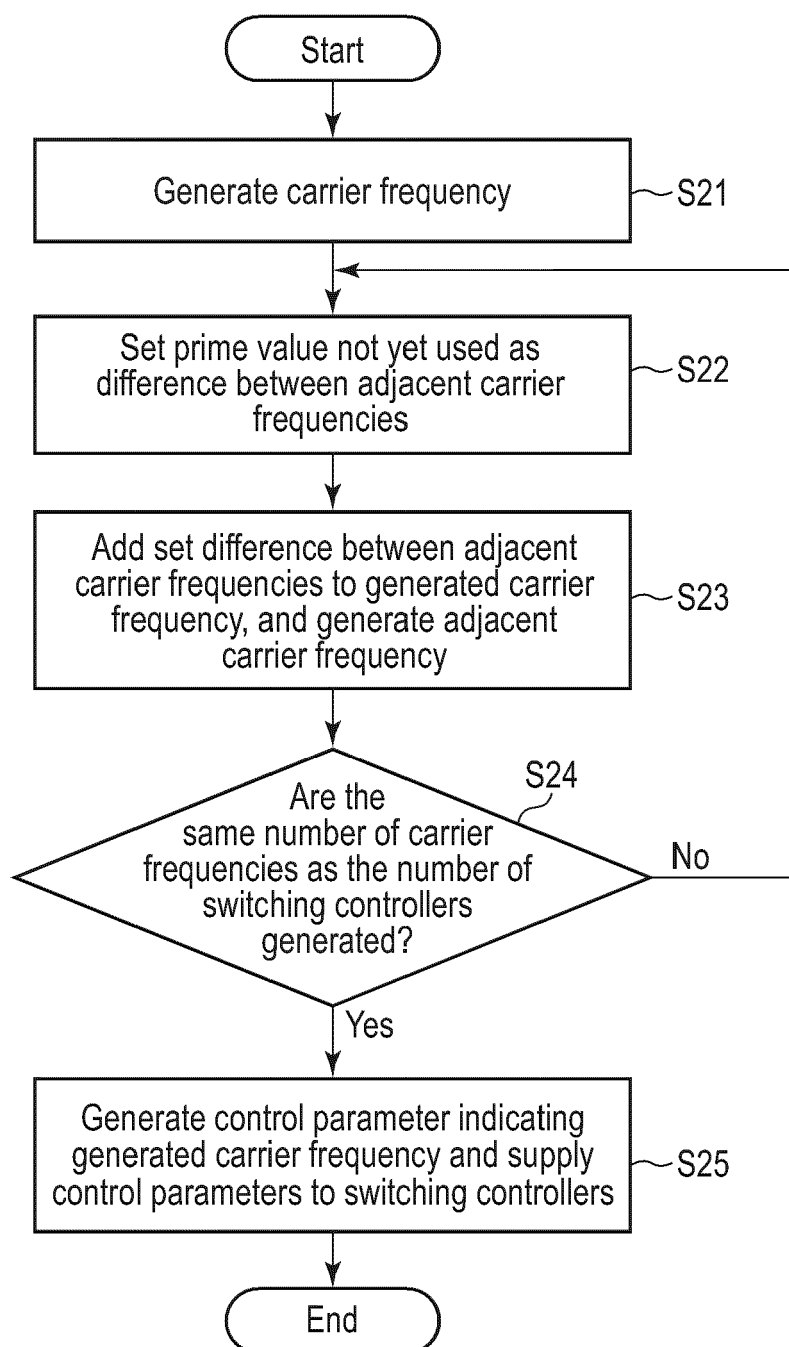 Start
Generate carrier frequency
S21
Set prime value not yet used as
difference between adjacent carrier
frequencies
S22
Add set difference between adjacent
carrier frequencies to generated carrier
frequency, and generate adjacent
carrier frequency
S23
S24
Are the
same number of carrier
frequencies as the number of
switching controllers
generated?
No
Yes
Generate control parameter indicating
generated carrier frequency and supply
control parameters to switching controllers
S25
End